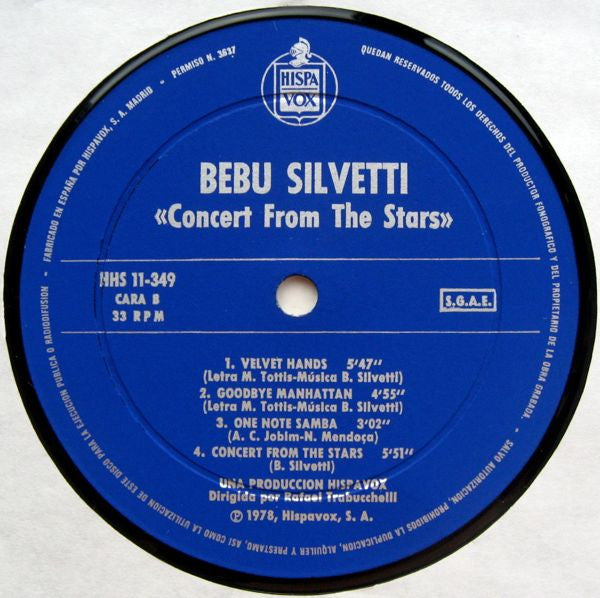 HISPA
VOX
FABRICADO EN ESPAÑA POR HISPAVOX, S. A. MADRID - PERMISO N. 3637
QUEDAN RESERVADOS TODOS LOS DERECHOS DEL PRODUCTOR FONOGRAFICO Y DEL PROPIETARIO DE LA OBRA GRABADA. - SALVO AUTORIZACION, PROHIBIDOS LA DUPLICACION, ALQUILER Y PRESTAMO, ASI COMO LA UTILIZACION DE ESTE DISCO PARA LA EJECUCION PUBLICA O RADIODIFUSION -
BEBU SILVETTI
«Concert From The Stars»
HHS 11-349
CARA B
33 RPM
S.G.A.E.
1. VELVET HANDS 5'47''
(Letra M. Tottis-Música B. Silvetti)
2. GOODBYE MANHATTAN 4'55''
(Letra M. Tottis-Música B. Silvetti)
3. ONE NOTE SAMBA 3'02''
(A. C. Jobim-N. Mendoça)
4. CONCERT FROM THE STARS 5'51''
(B. Silvetti)
UNA PRODUCCION HISPAVOX
Dirigida por Rafael Trabucchelli
℗ 1978, Hispavox, S. A.